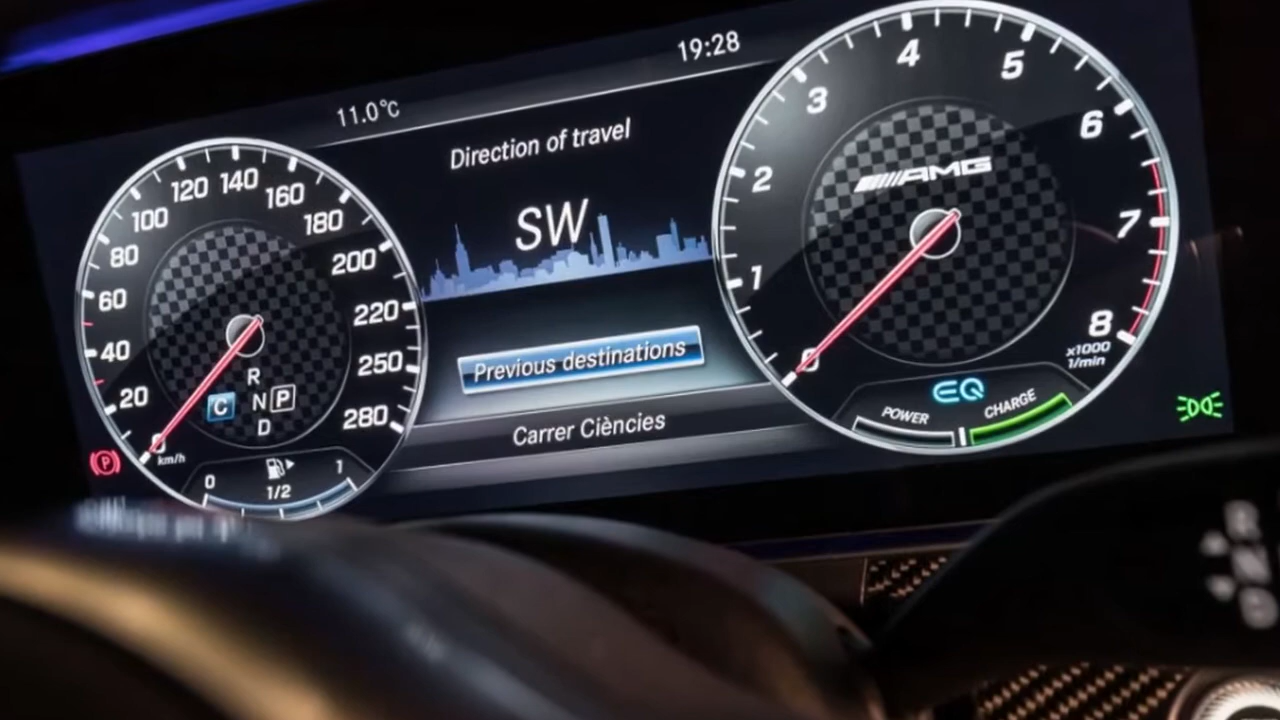 11.0°C
19:28
Direction of travel
SW
Previous destinations
Carrer Ciències
20
40
60
80
100
120
140
160
180
200
220
250
280
km/h
R
C
N
P
D
P
0
1/2
1
0
1
2
3
4
5
6
7
8
x1000
1/min
AMG
EQ
POWER
CHARGE
R
N
D